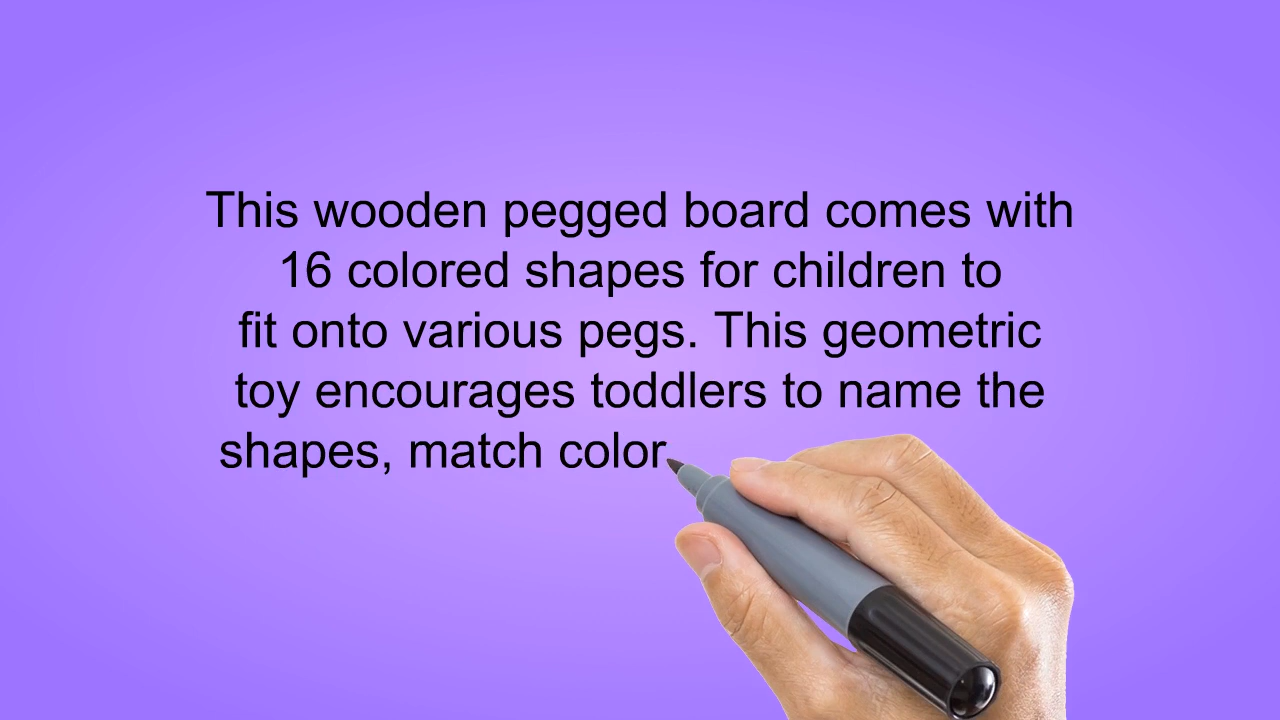 This wooden pegged board comes with
16 colored shapes for children to
fit onto various pegs. This geometric
toy encourages toddlers to name the
shapes, match color